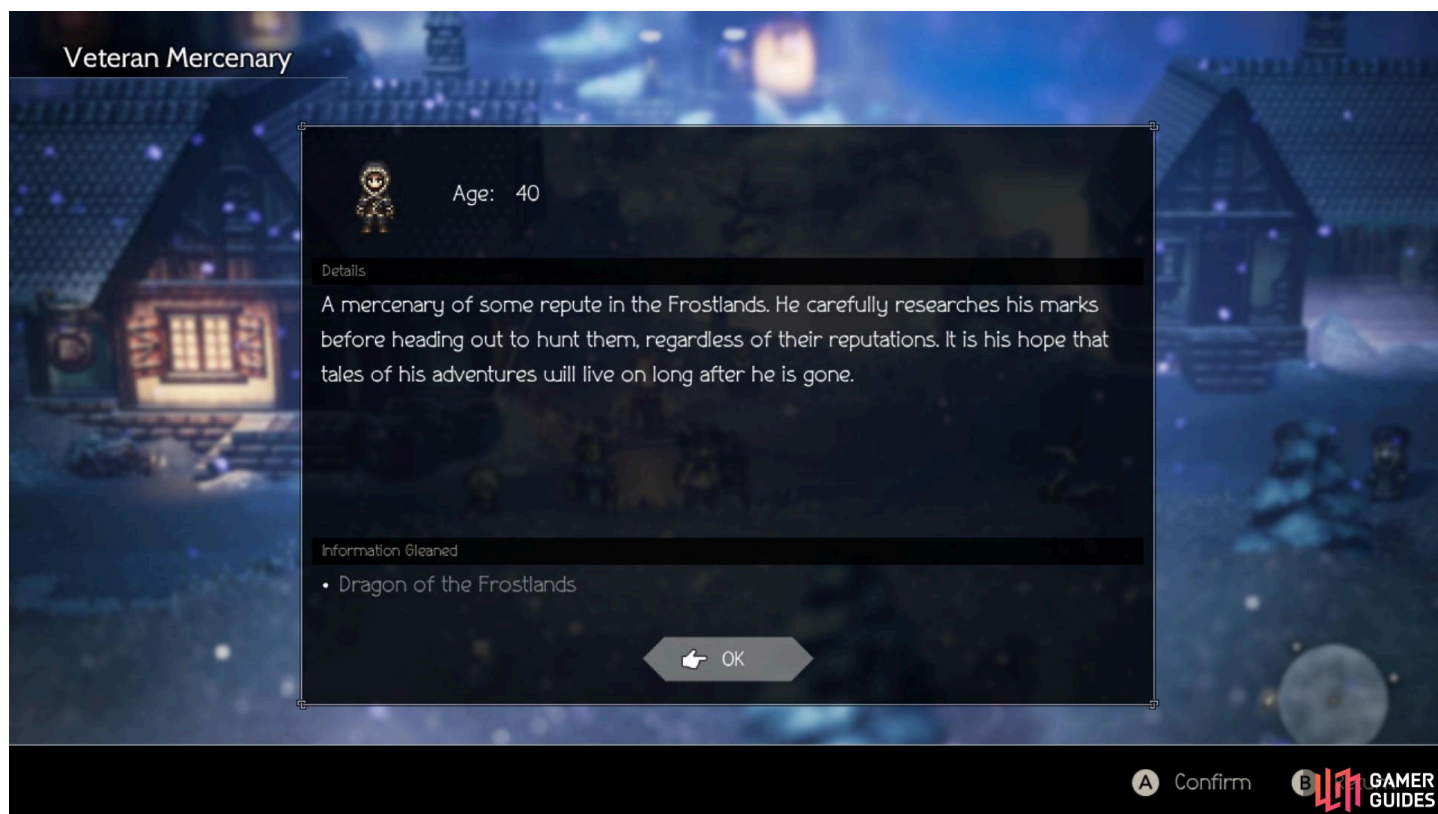 Veteran Mercenary
Age: 40
Details
A mercenary of some repute in the Frostlands. He carefully researches his marks
before heading out to hunt them, regardless of their reputations. It is his hope that
tales of his adventures will live on long after he is gone.
Information Gleaned
• Dragon of the Frostlands
OK
A Confirm B
GAMER
GUIDES